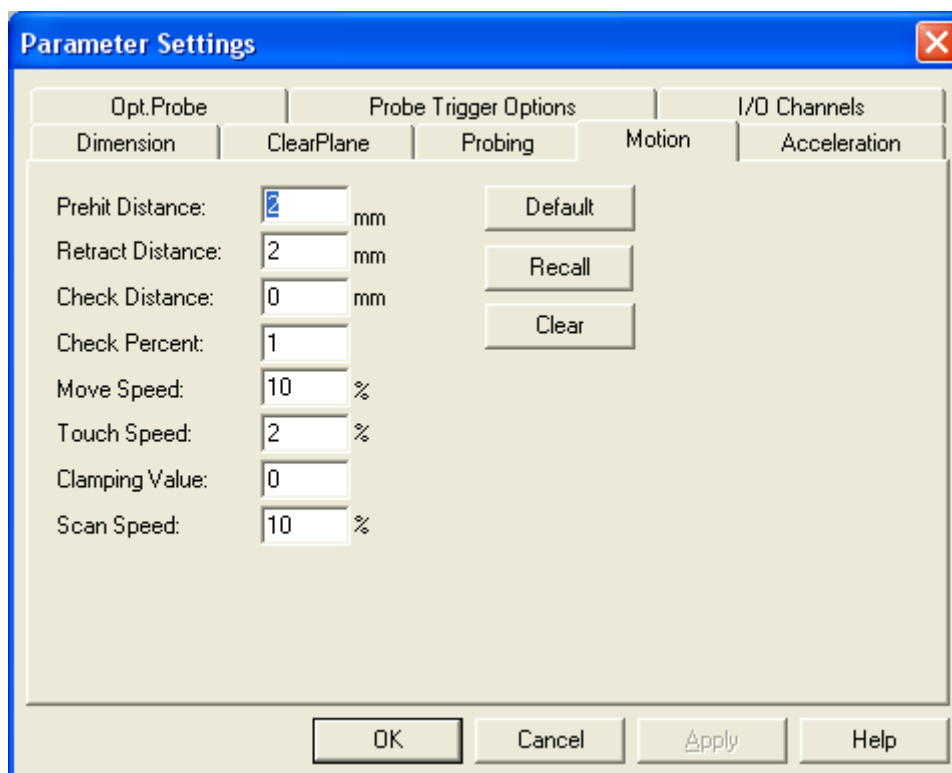 Parameter Settings
Opt.Probe Probe Trigger Options I/O Channels
Dimension ClearPlane Probing Motion Acceleration
Prehit Distance: 2 mm Default
Retract Distance: 2 mm
Recall
Check Distance: 0 mm
Clear
Check Percent: 1
Move Speed: 10 %
Touch Speed: 2 %
Clamping Value: 0
Scan Speed: 10 %
OK Cancel Apply Help